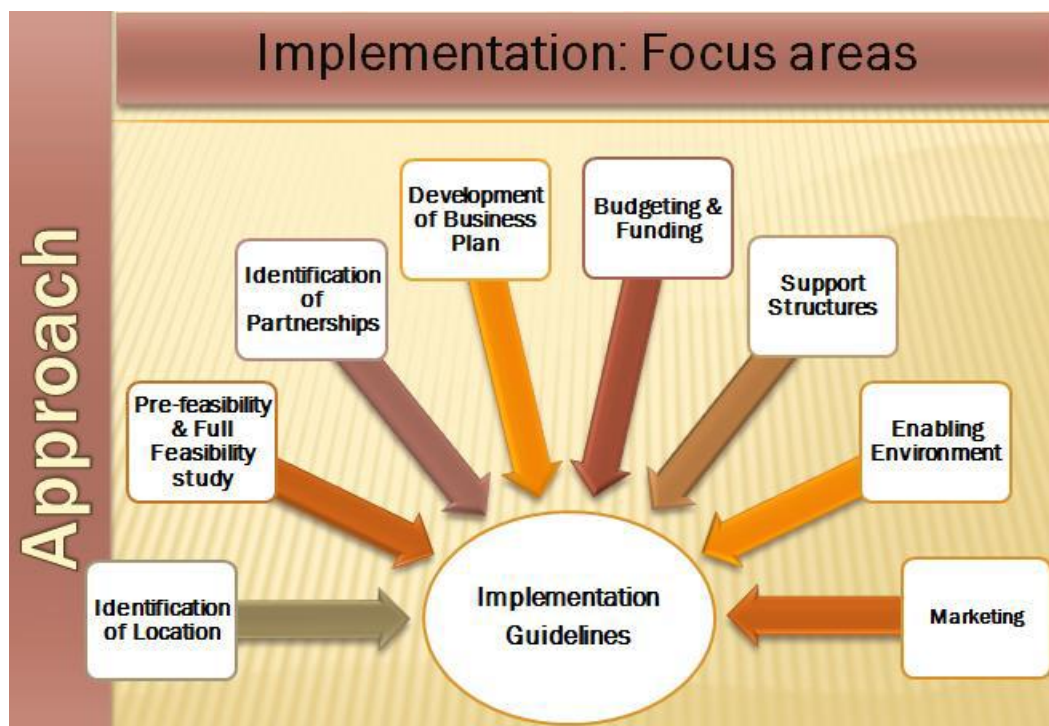 Implementation: Focus areas
Approach
Identification
of Location
Pre-feasibility
& Full
Feasibility
study
Identification
of
Partnerships
Development
of Business
Plan
Budgeting &
Funding
Support
Structures
Enabling
Environment
Marketing
Implementation
Guidelines